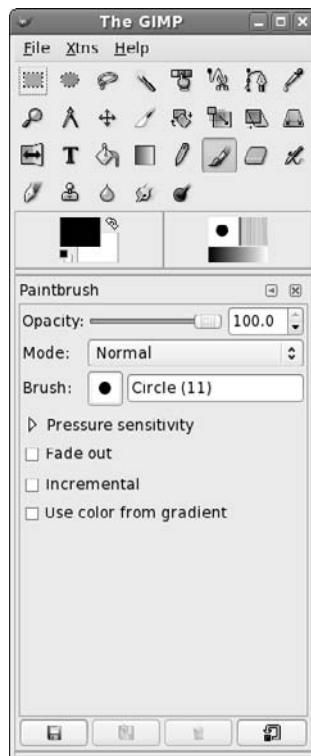 The GIMP
File Xtns Help
T
Paintbrush
Opacity: 100.0
Mode: Normal
Brush: Circle (11)
Pressure sensitivity
Fade out
Incremental
Use color from gradient